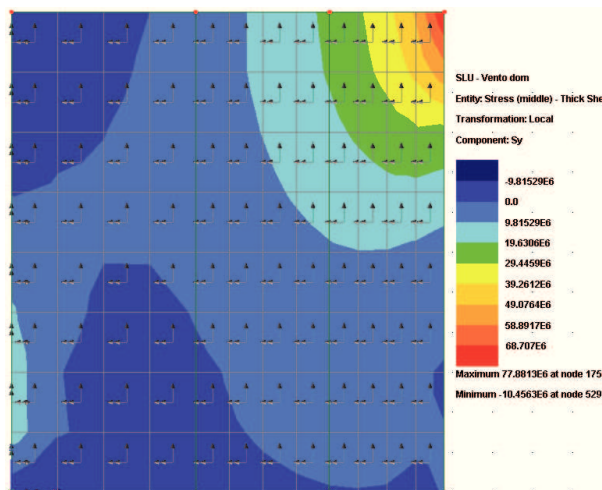 SLU - Vento dom
Entity: Stress (middle) - Thick She
Transformation: Local
Component: Sy
-9.81529E6
0.0
9.81529E6
19.6306E6
29.4459E6
39.2612E6
49.0764E6
58.8917E6
68.707E6
Maximum 77.8813E6 at node 175
Minimum -10.4563E6 at node 529